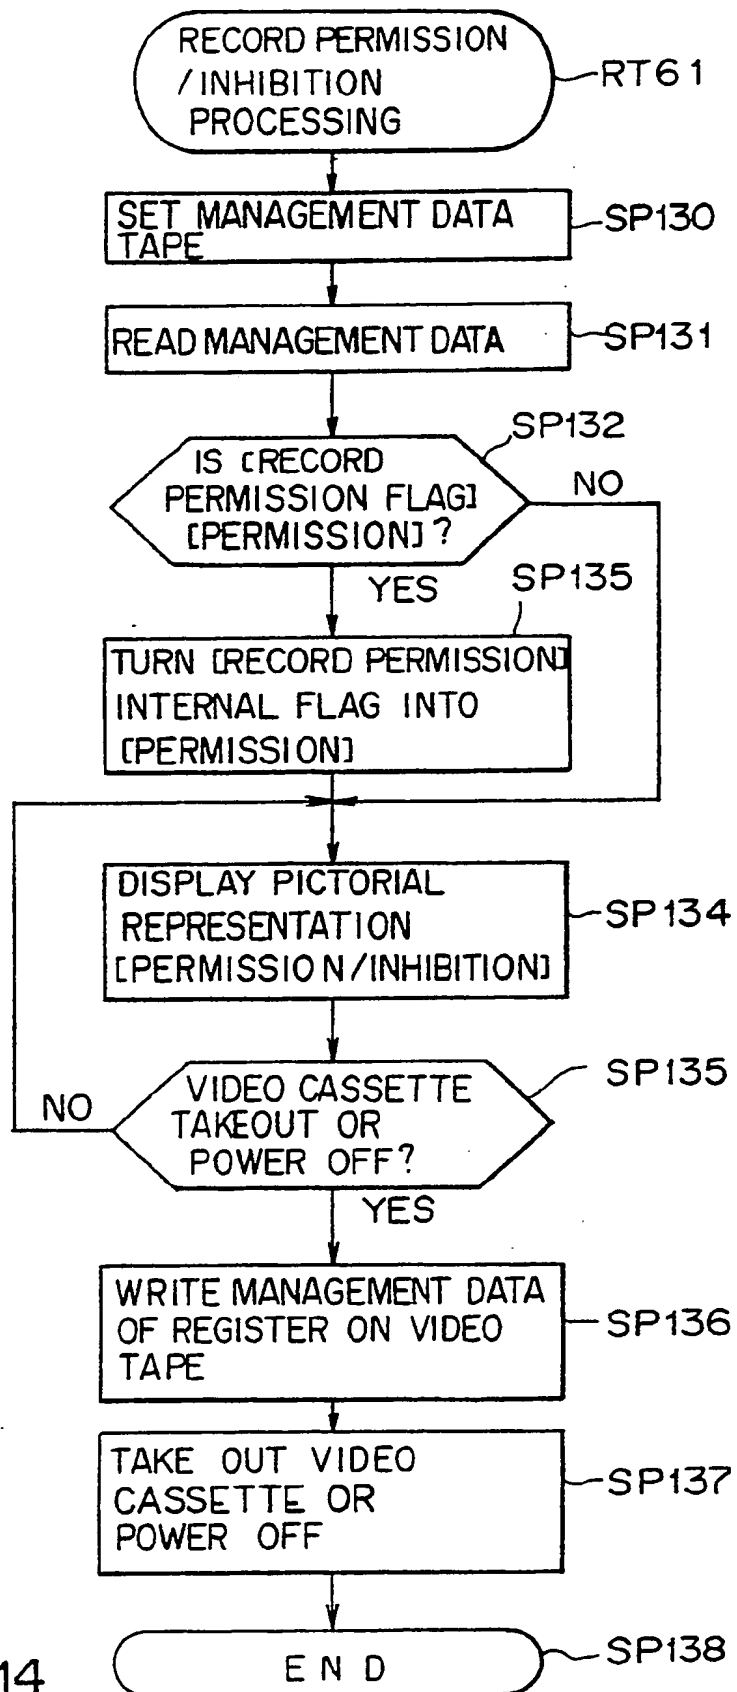 RECORD PERMISSION
/INHIBITION
PROCESSING
RT61
SET MANAGEMENT DATA
TAPE
SP130
READ MANAGEMENT DATA
SP131
SP132
IS [RECORD
PERMISSION FLAG]
[PERMISSION]?
NO
YES
SP135
TURN [RECORD PERMISSION]
INTERNAL FLAG INTO
[PERMISSION]
DISPLAY PICTORIAL
REPRESENTATION
[PERMISSION/INHIBITION]
SP134
VIDEO CASSETTE
TAKEOUT OR
POWER OFF?
SP135
NO
YES
WRITE MANAGEMENT DATA
OF REGISTER ON VIDEO
TAPE
SP136
TAKE OUT VIDEO
CASSETTE OR
POWER OFF
SP137
END
SP138
14